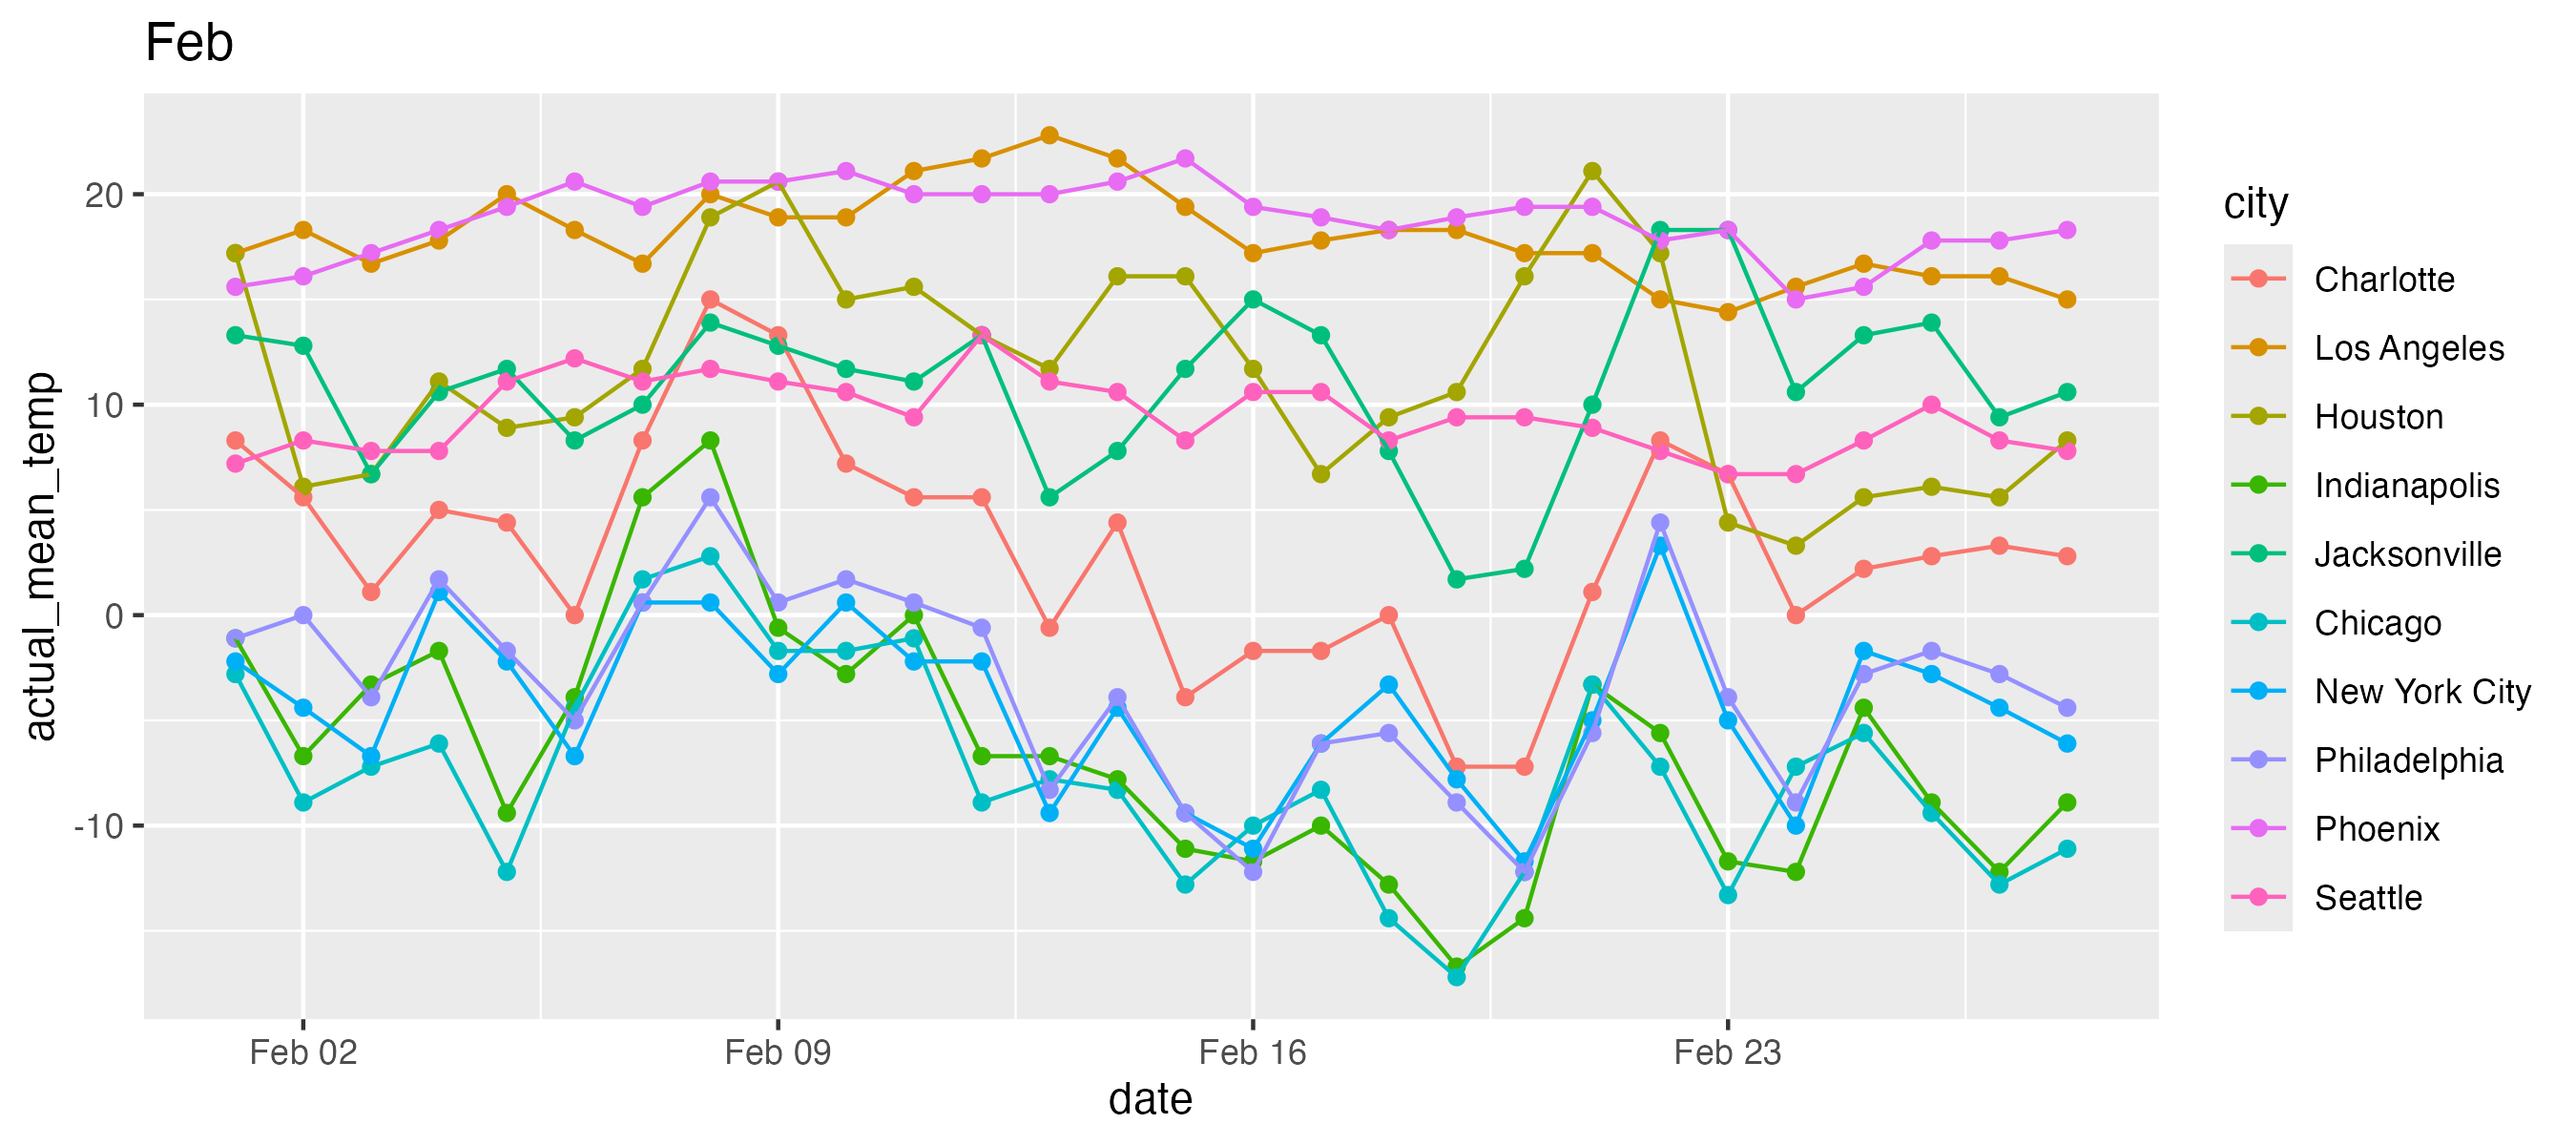 Feb
actual_mean_temp
20
10
0
-10
Feb 02
Feb 09
Feb 16
Feb 23
date
city
Charlotte
Los Angeles
Houston
Indianapolis
Jacksonville
Chicago
New York City
Philadelphia
Phoenix
Seattle